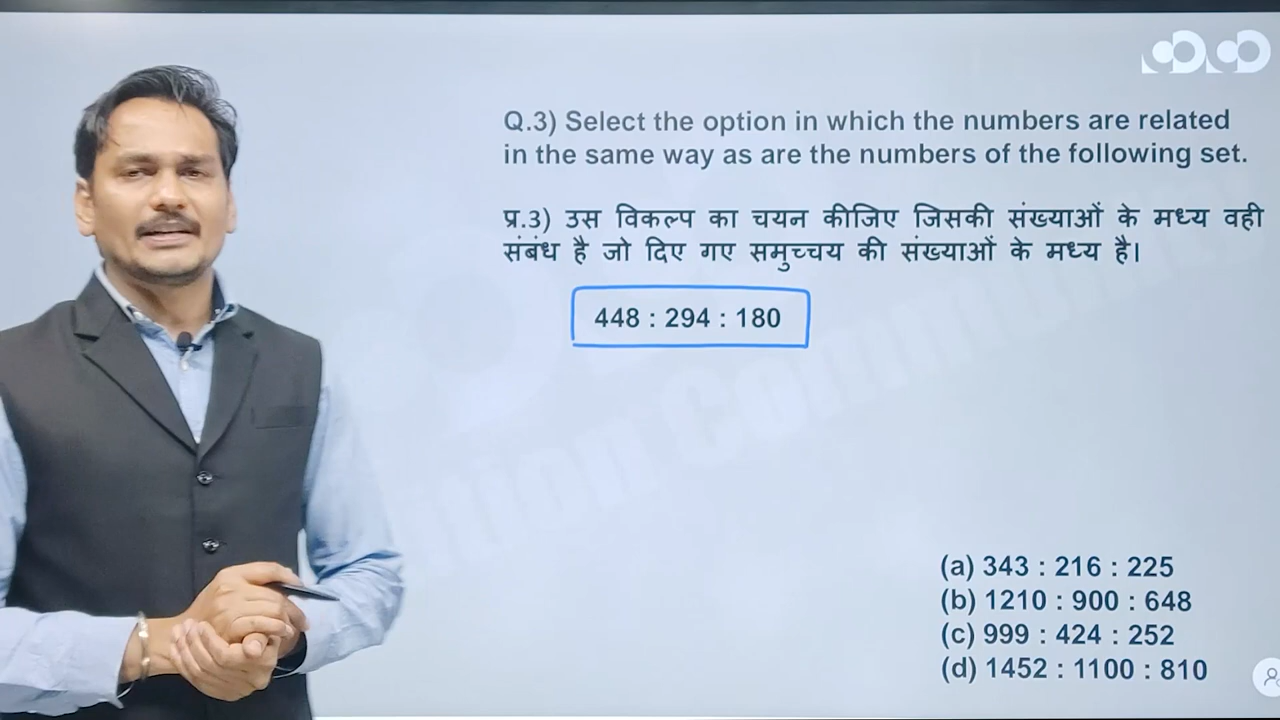 Q.3) Select the option in which the numbers are related
in the same way as are the numbers of the following set.
प्र.3) उस विकल्प का चयन कीजिए जिसकी संख्याओं के मध्य वही
संबंध है जो दिए गए समुच्चय की संख्याओं के मध्य है।
448 : 294 : 180
(a) 343 : 216 : 225
(b) 1210 : 900 : 648
(c) 999 : 424 : 252
(d) 1452 : 1100 : 810